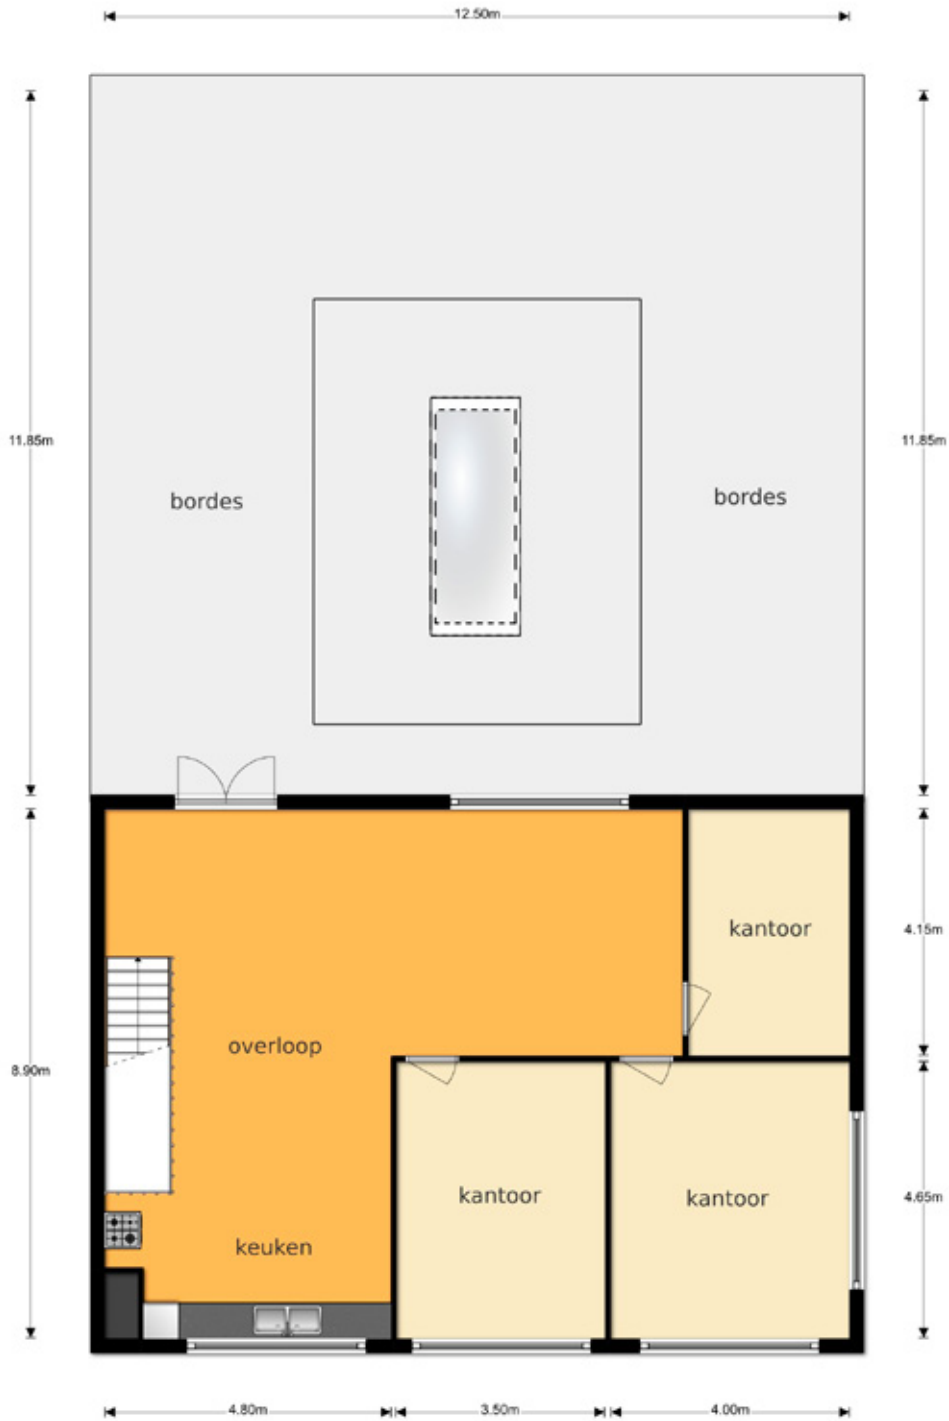 12.50m
11.85m
11.85m
bordes
bordes
kantoor
4.15m
overloop
8.90m
kantoor
kantoor
4.65m
keuken
4.80m
3.50m
4.00m